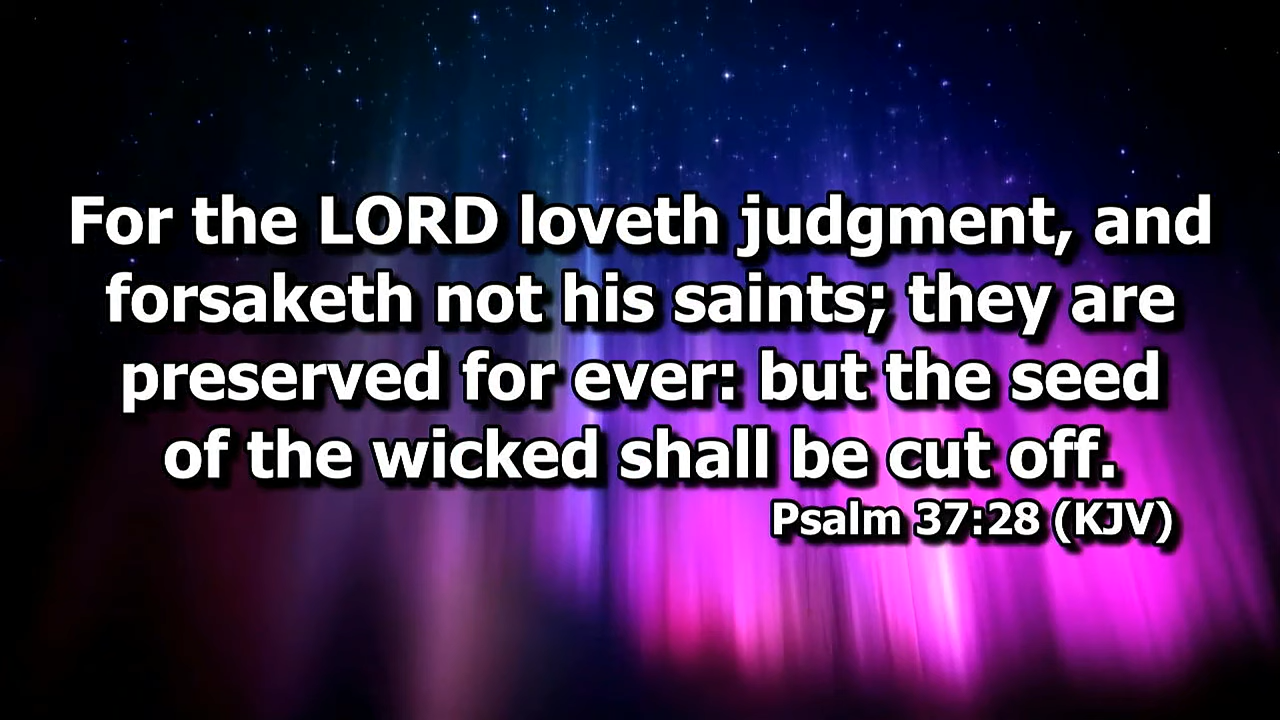 For the LORD loveth judgment, and
forsaketh not his saints; they are
preserved for ever: but the seed
of the wicked shall be cut off.
Psalm 37:28 (KJV)